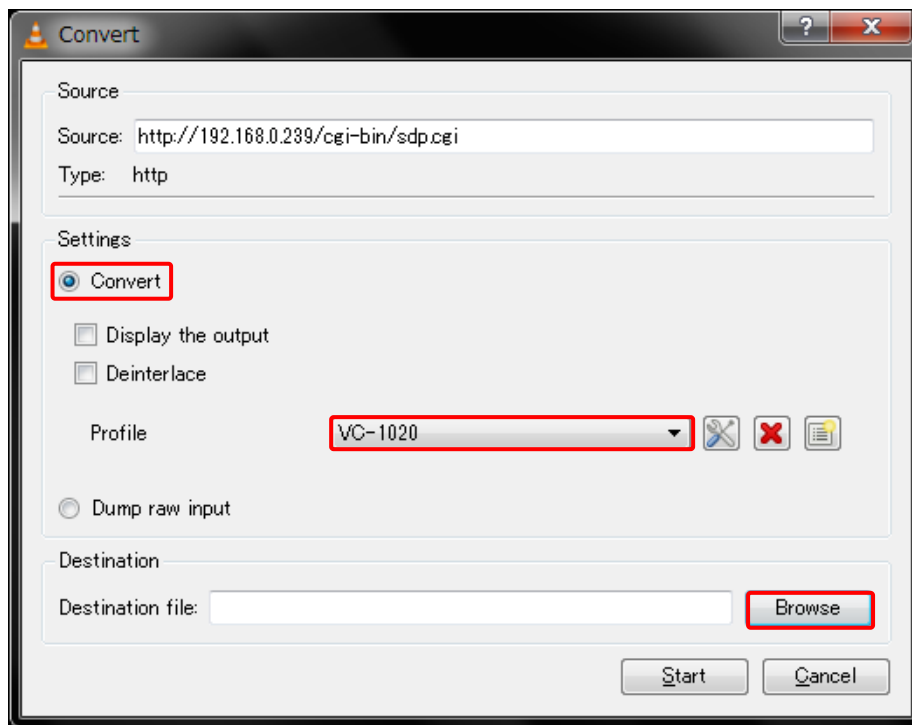 Convert
?
Source
Source: http://192.168.0.239/cgi-bin/sdp.cgi
Type: http
Settings
Convert
Display the output
Deinterlace
Profile VC-1020
Dump raw input
Destination
Destination file: Browse
Start Cancel